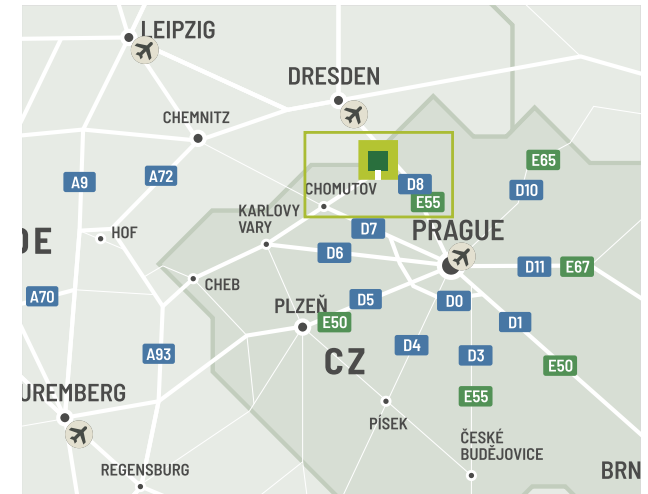 LEIPZIG
DRESDEN
CHEMNITZ
E65
A9
A72
D8
D10
CHOMUTOV
E55
KARLOVY
VARY
D7
PRAGUE
HOF
DE
D6
D11
E67
CHEB
A70
PLZEŇ
D5
D0
E50
D1
A93
CZ
D4
D3
E50
UREMBERG
E55
PÍSEK
ČESKÉ
BUDĚJOVICE
REGENSBURG
BRN